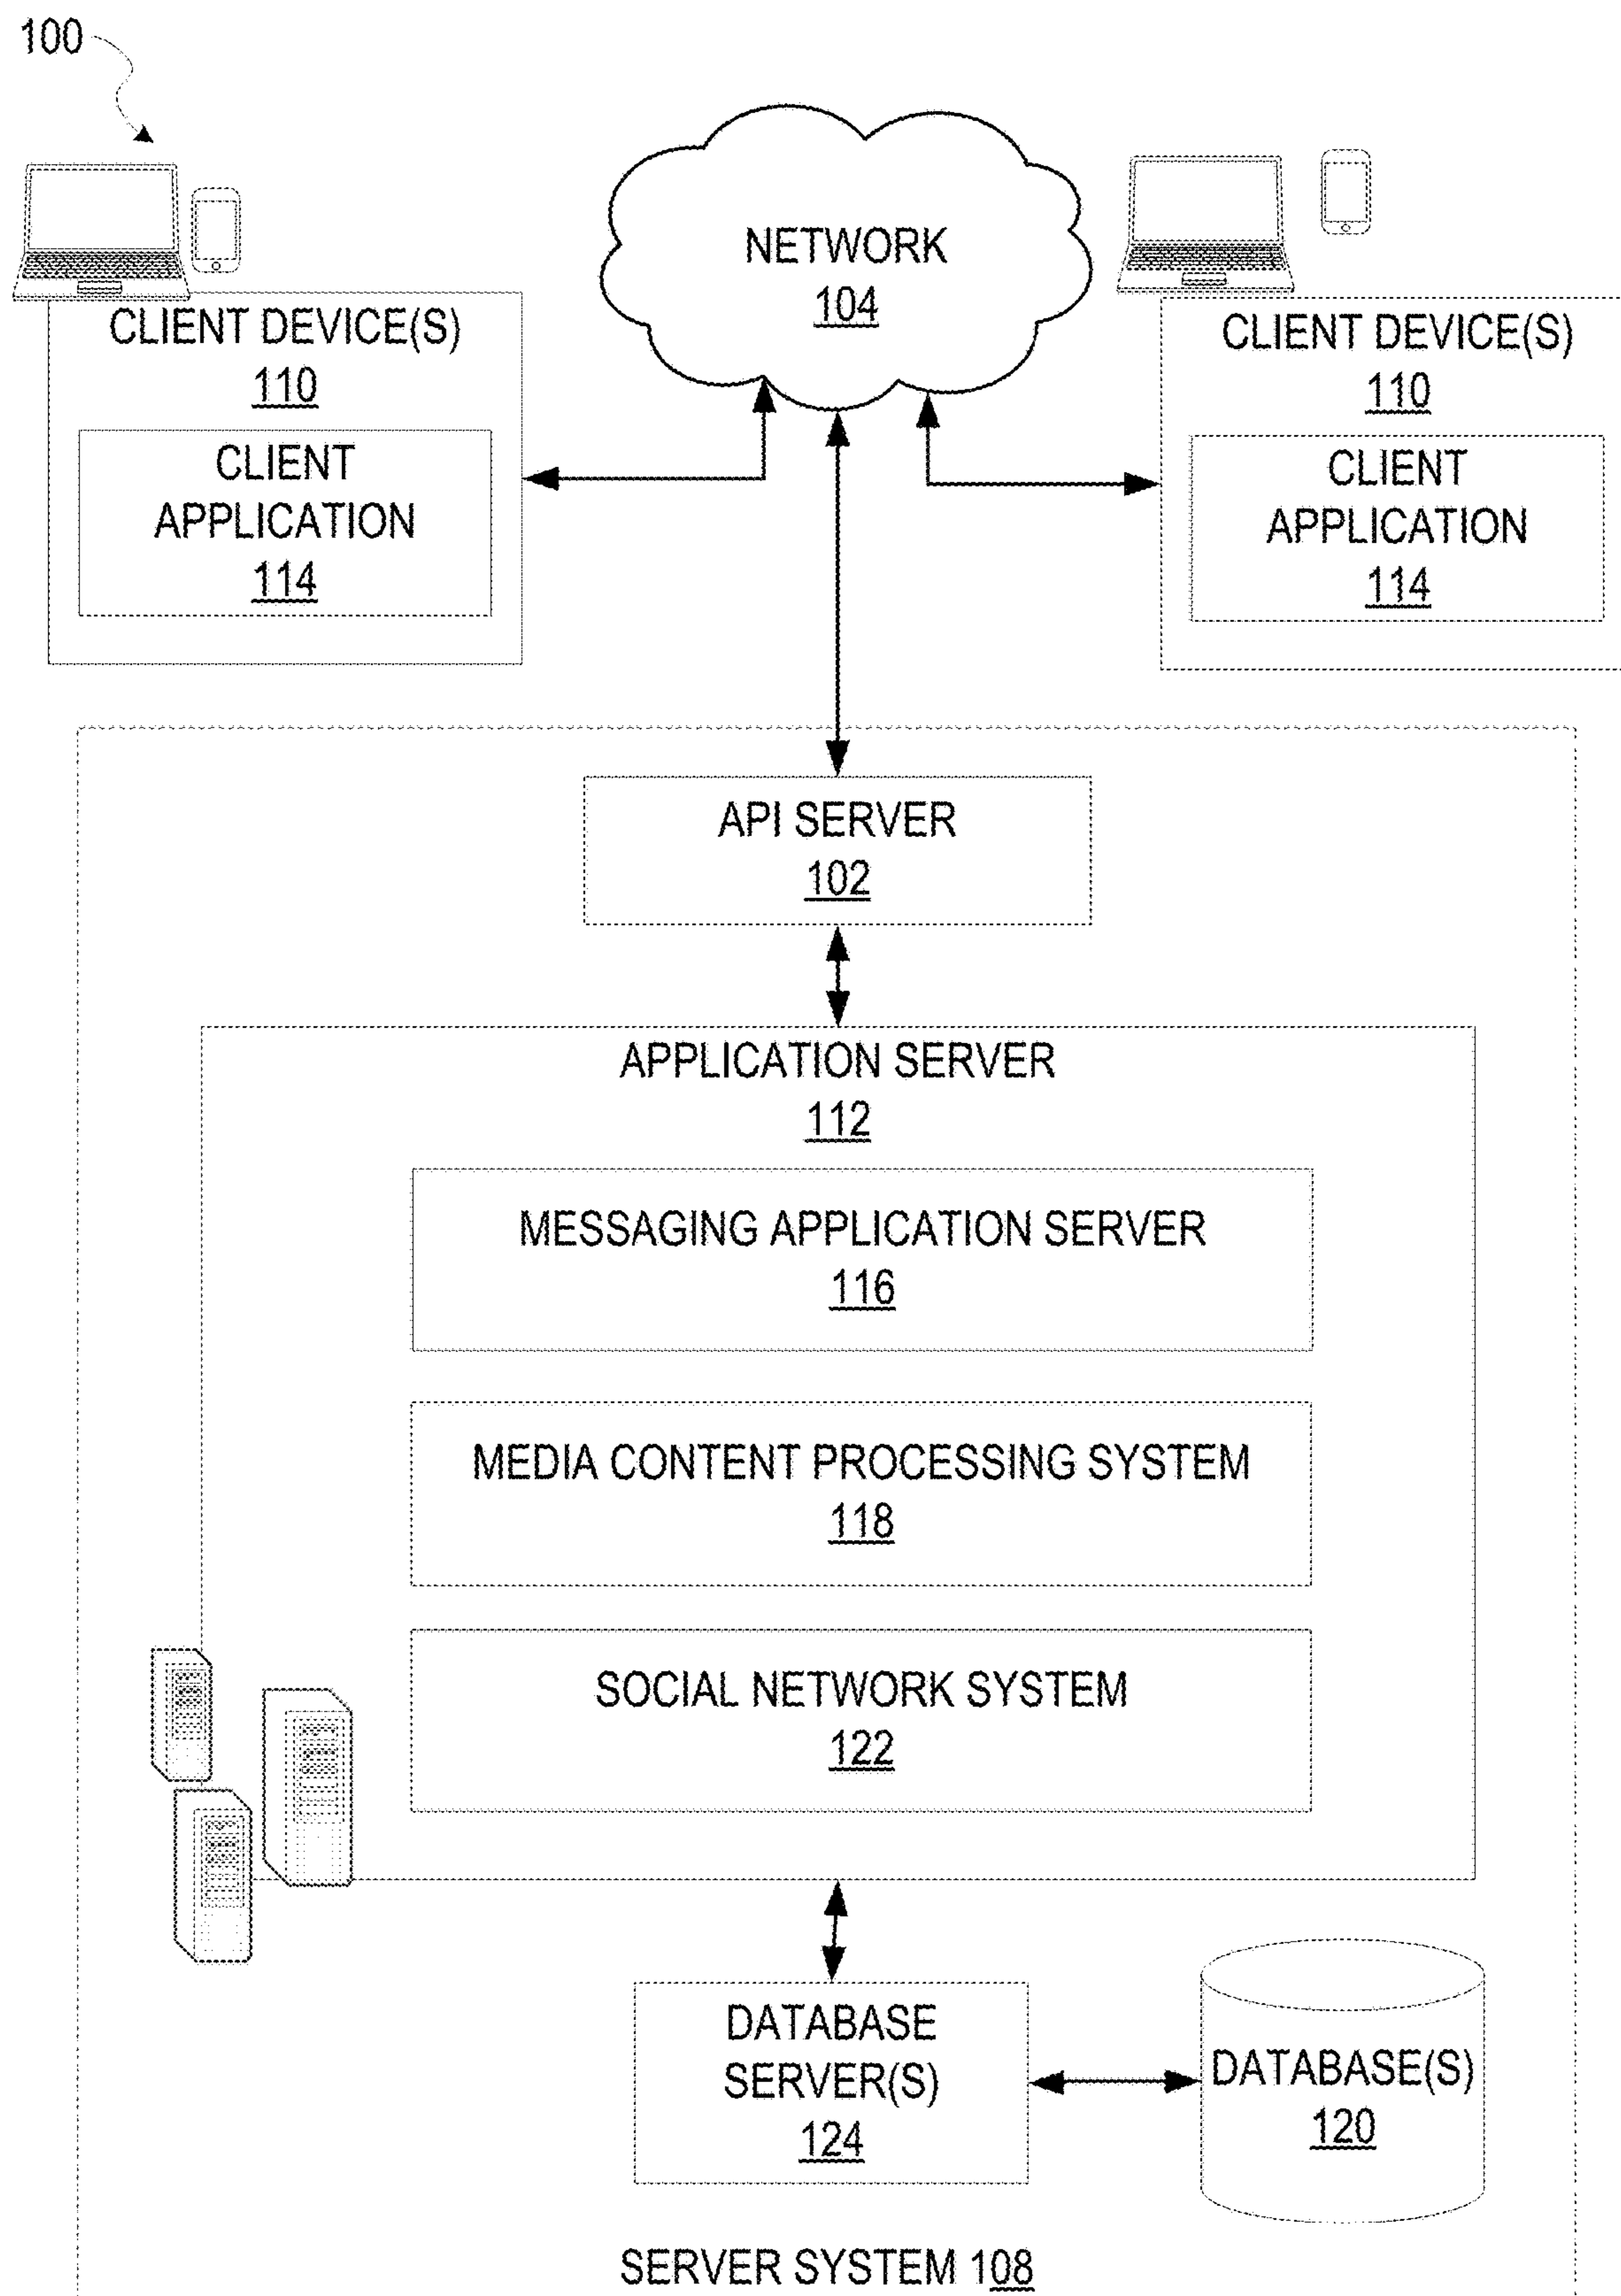 100
NETWORK
104
CLIENT DEVICE(S)
110
CLIENT
APPLICATION
114
CLIENT DEVICE(S)
110
CLIENT
APPLICATION
114
API SERVER
102
APPLICATION SERVER
112
MESSAGING APPLICATION SERVER
116
MEDIA CONTENT PROCESSING SYSTEM
118
SOCIAL NETWORK SYSTEM
122
DATABASE
SERVER(S)
124
DATABASE(S)
120
SERVER SYSTEM 108